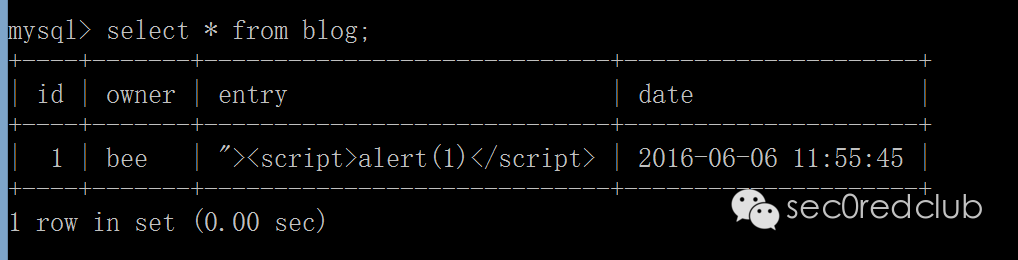 mysql> select * from blog;
+----+-------+-----------------------------+---------------------+
| id | owner | entry                       | date                |
+----+-------+-----------------------------+---------------------+
|  1 | bee   | "><script>alert(1)</script> | 2016-06-06 11:55:45 |
+----+-------+-----------------------------+---------------------+
1 row in set (0.00 sec)
sec0redclub